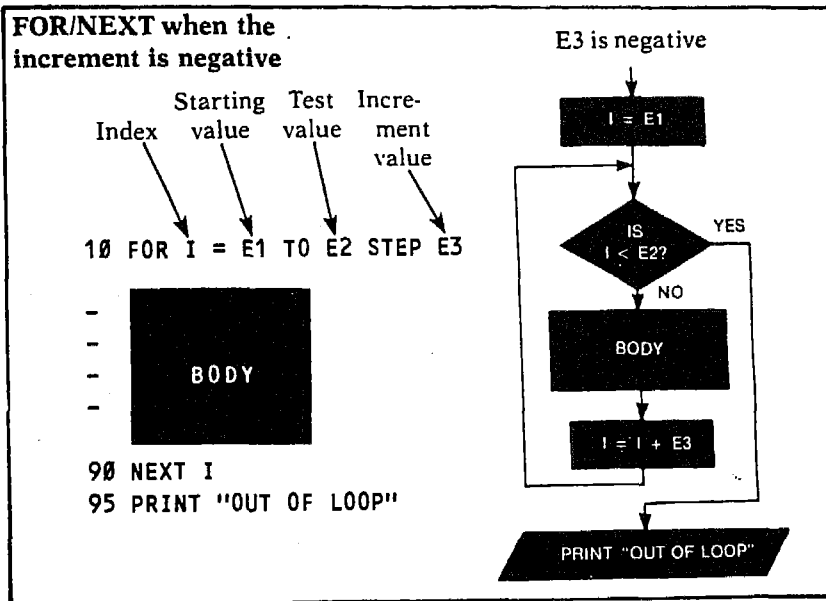 FOR/NEXT when the
increment is negative
Index
Starting
value
Test
value
Incre-
ment
value
10 FOR I = E1 TO E2 STEP E3
BODY
90 NEXT I
95 PRINT "OUT OF LOOP"
E3 is negative
I = E1
IS
I < E2?
YES
NO
BODY
I = I + E3
PRINT "OUT OF LOOP"